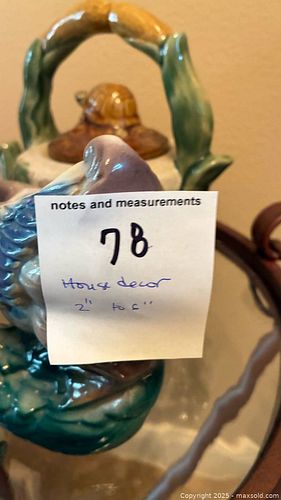 notes and measurements
78
House decor
2" to 6"
Copyright 2025 - maxsold.com